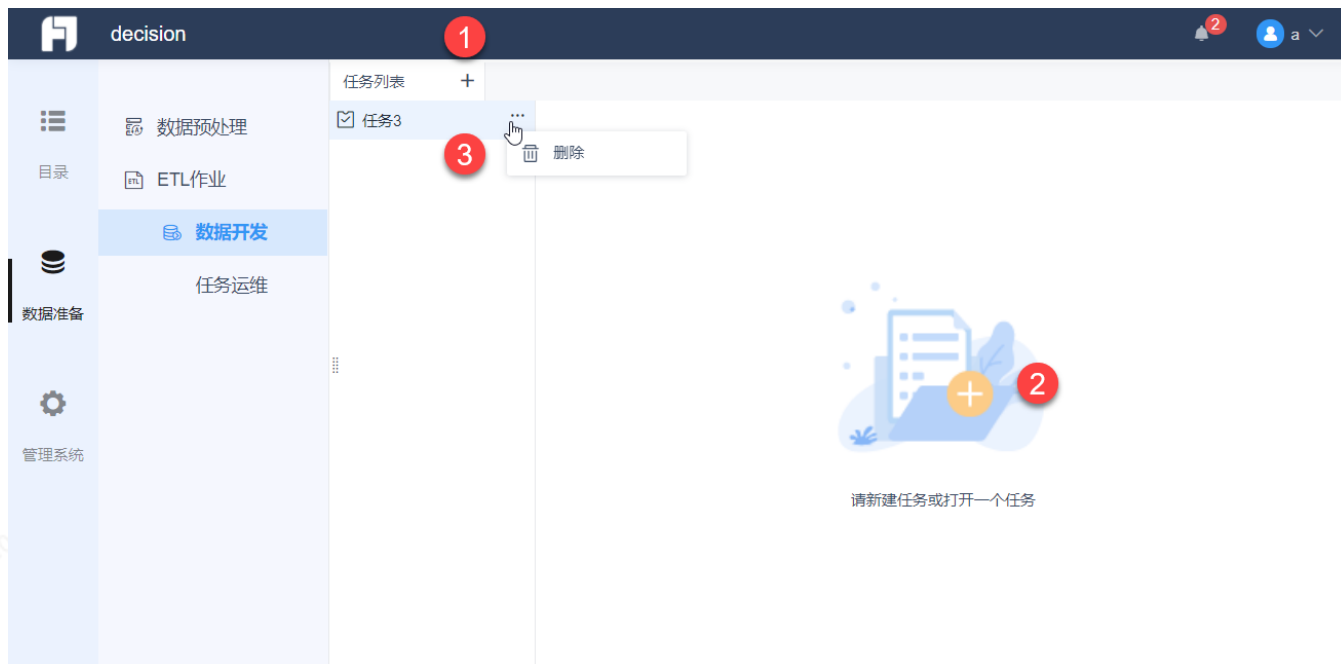 decision
1
2
a
任务列表 +
数据预处理
任务3
...
目录
3
删除
ETL
ETL作业
数据开发
数据准备
任务运维
2
管理系统
请新建任务或打开一个任务